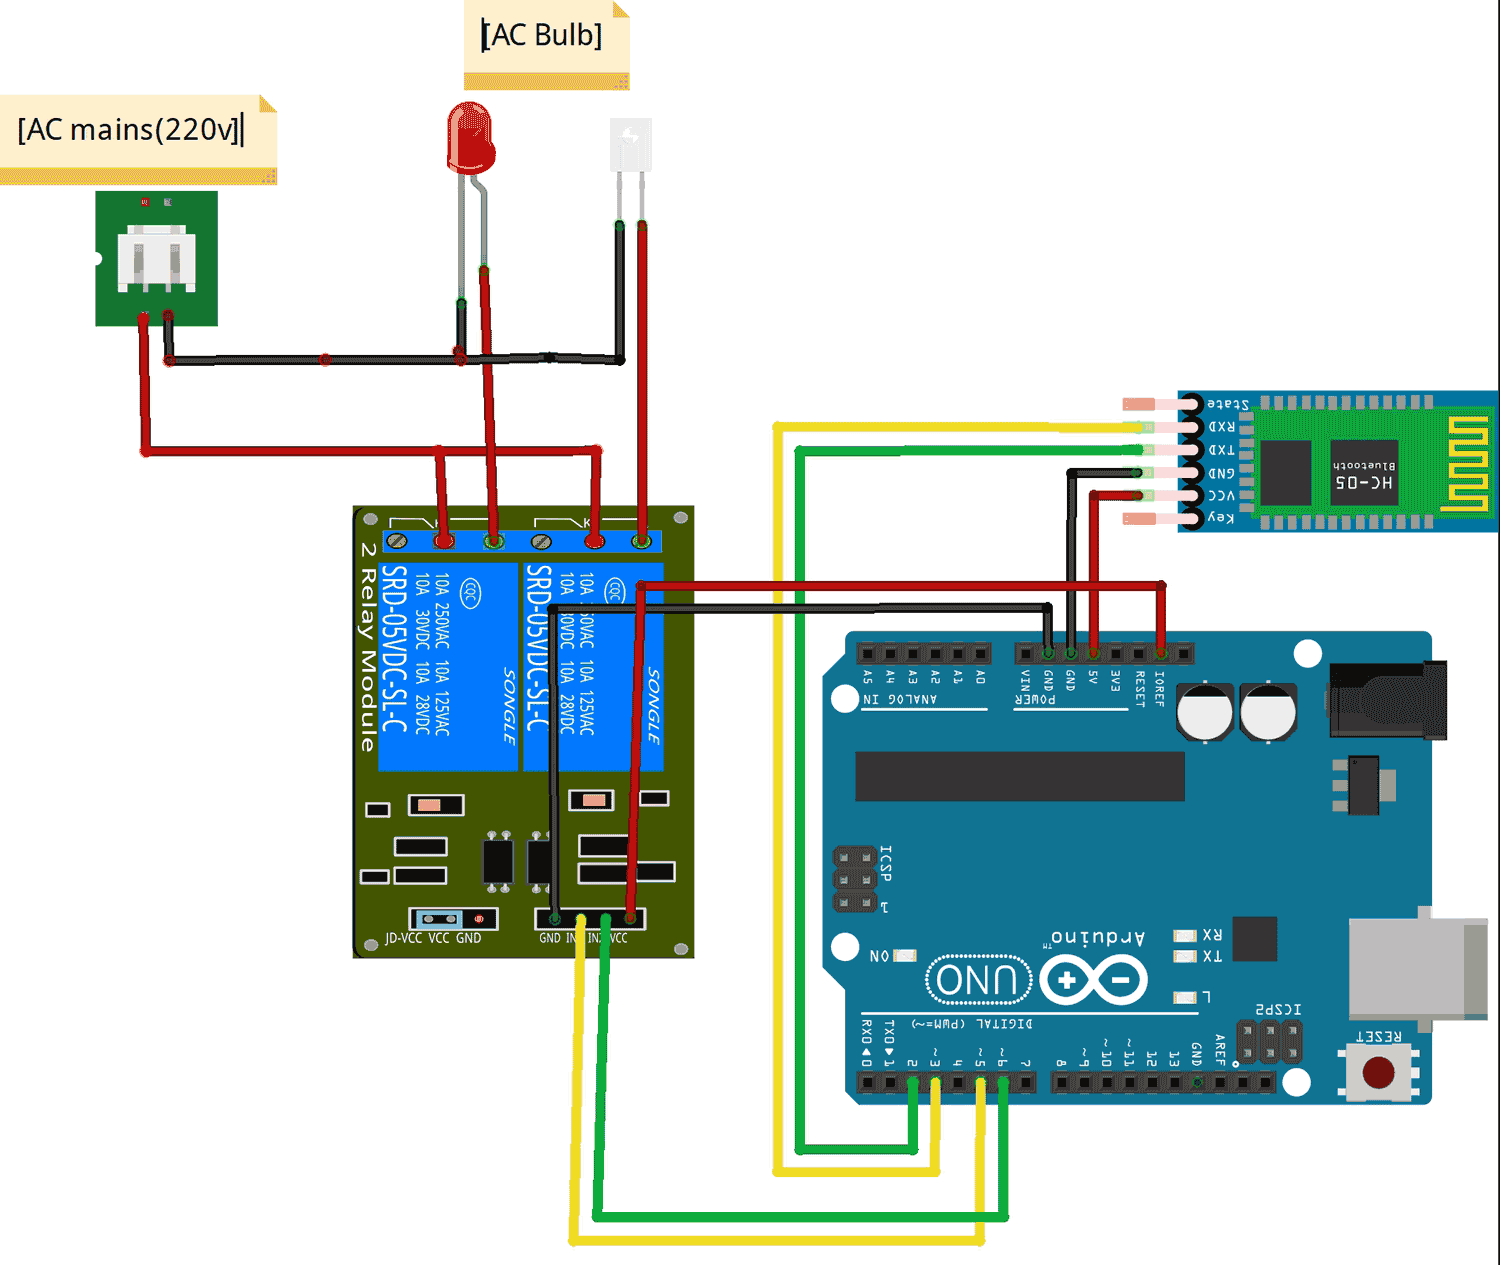 [AC Bulb]
[AC mains(220v]
State
RXD
TXD
GND
VCC
Key
HC-05
Bluetooth
2 Relay Module
SRD-05VDC-SL-C
10A 250VAC 10A 125VAC
10A 30VDC 10A 28VDC
CQC
SONGLE
SRD-05VDC-SL-C
10A 250VAC 10A 125VAC
10A 30VDC 10A 28VDC
CQC
SONGLE
JD-VCC VCC GND
GND IN1 IN2 VCC
A5 A4 A3 A2 A1 A0
ANALOG IN
VIN GND GND 5V 3V3 RESET IOREF
POWER
ICSP
1
ON
Arduino
TM
UNO
RX
TX
L
ICSP2
RESET
DIGITAL (PWM=~)
RX0◄0 TX0►1 2 ~3 4 ~5 ~6 7 8 ~9 ~10 ~11 12 13 GND AREF